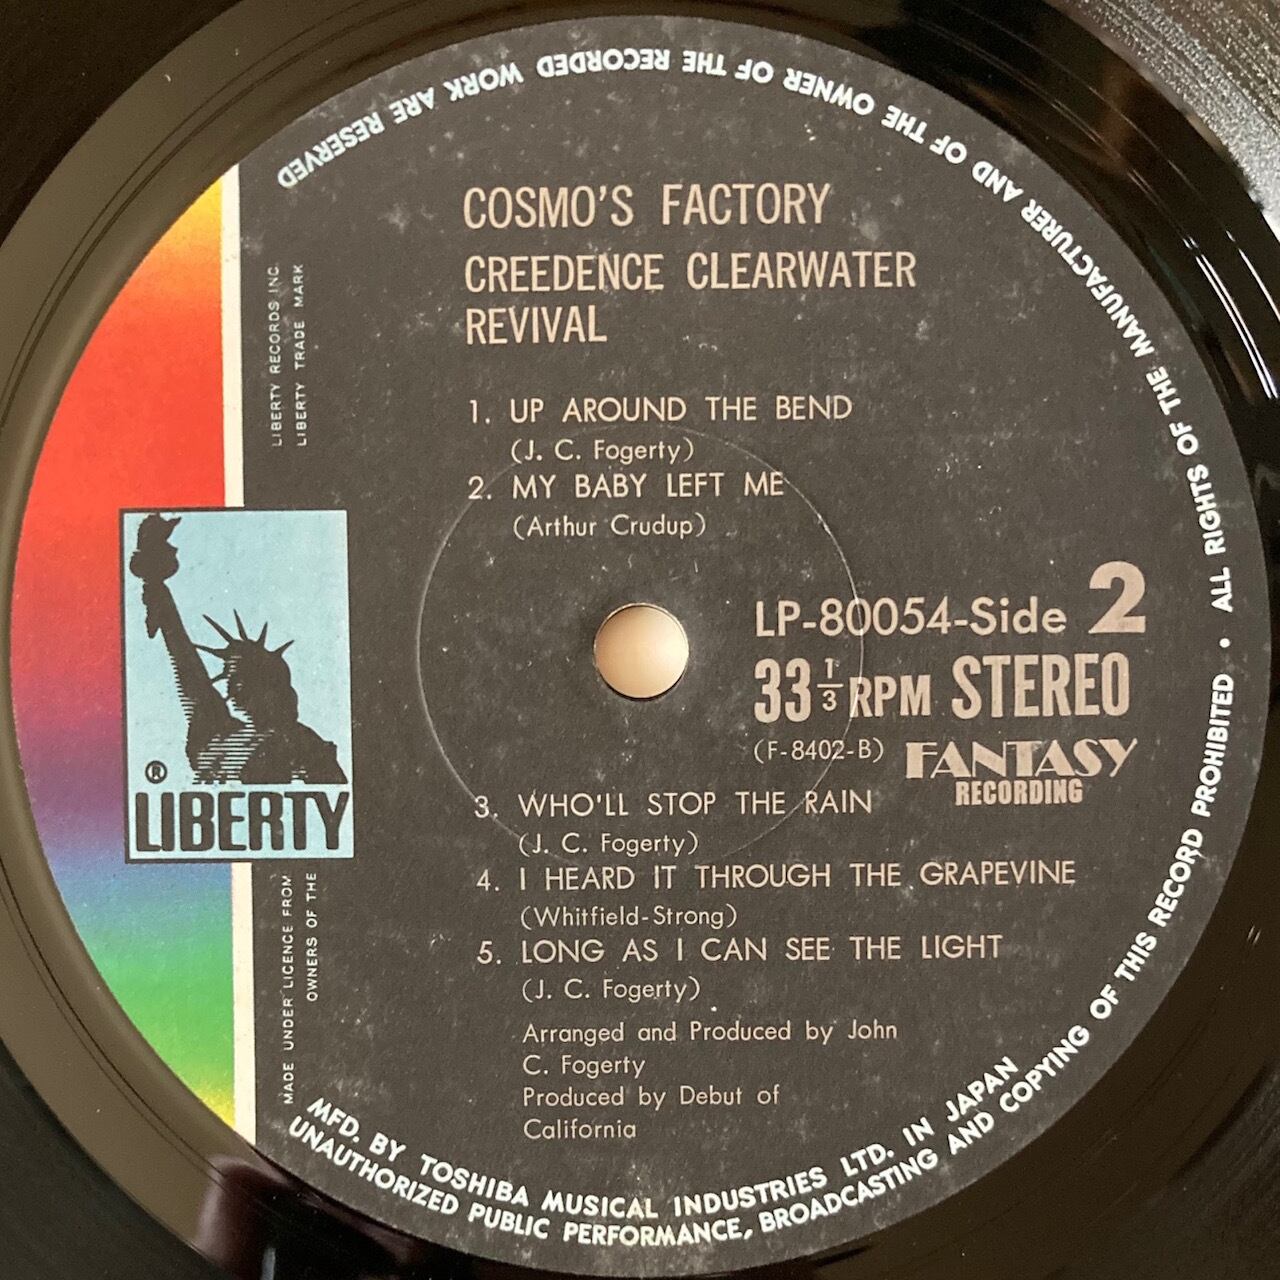 COSMO'S FACTORY
CREEDENCE CLEARWATER
REVIVAL
1. UP AROUND THE BEND
(J. C. Fogerty)
2. MY BABY LEFT ME
(Arthur Crudup)
LP-80054-Side 2
33 1/3 RPM STEREO
(F-8402-B) FANTASY
RECORDING
3. WHO'LL STOP THE RAIN
(J. C. Fogerty)
4. I HEARD IT THROUGH THE GRAPEVINE
(Whitfield-Strong)
5. LONG AS I CAN SEE THE LIGHT
(J. C. Fogerty)
Arranged and Produced by John
C. Fogerty
Produced by Debut of
California
LIBERTY RECORDS INC.
LIBERTY TRADE MARK
®
LIBERTY
MADE UNDER LICENCE FROM
OWNERS OF THE
MFD. BY TOSHIBA MUSICAL INDUSTRIES LTD. IN JAPAN
UNAUTHORIZED PUBLIC PERFORMANCE, BROADCASTING AND COPYING OF THIS RECORD PROHIBITED • ALL RIGHTS OF THE MANUFACTURER AND OF THE OWNER OF THE RECORDED WORK ARE RESERVED